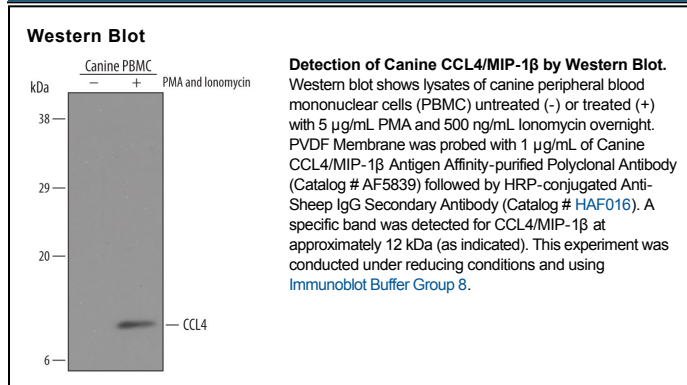 Western Blot
Canine PBMC
kDa
− + PMA and Ionomycin
38
29
20
CCL4
6
Detection of Canine CCL4/MIP-1β by Western Blot.
Western blot shows lysates of canine peripheral blood
mononuclear cells (PBMC) untreated (-) or treated (+)
with 5 µg/mL PMA and 500 ng/mL Ionomycin overnight.
PVDF Membrane was probed with 1 µg/mL of Canine
CCL4/MIP-1β Antigen Affinity-purified Polyclonal Antibody
(Catalog # AF5839) followed by HRP-conjugated Anti-
Sheep IgG Secondary Antibody (Catalog # HAF016). A
specific band was detected for CCL4/MIP-1β at
approximately 12 kDa (as indicated). This experiment was
conducted under reducing conditions and using
Immunoblot Buffer Group 8.